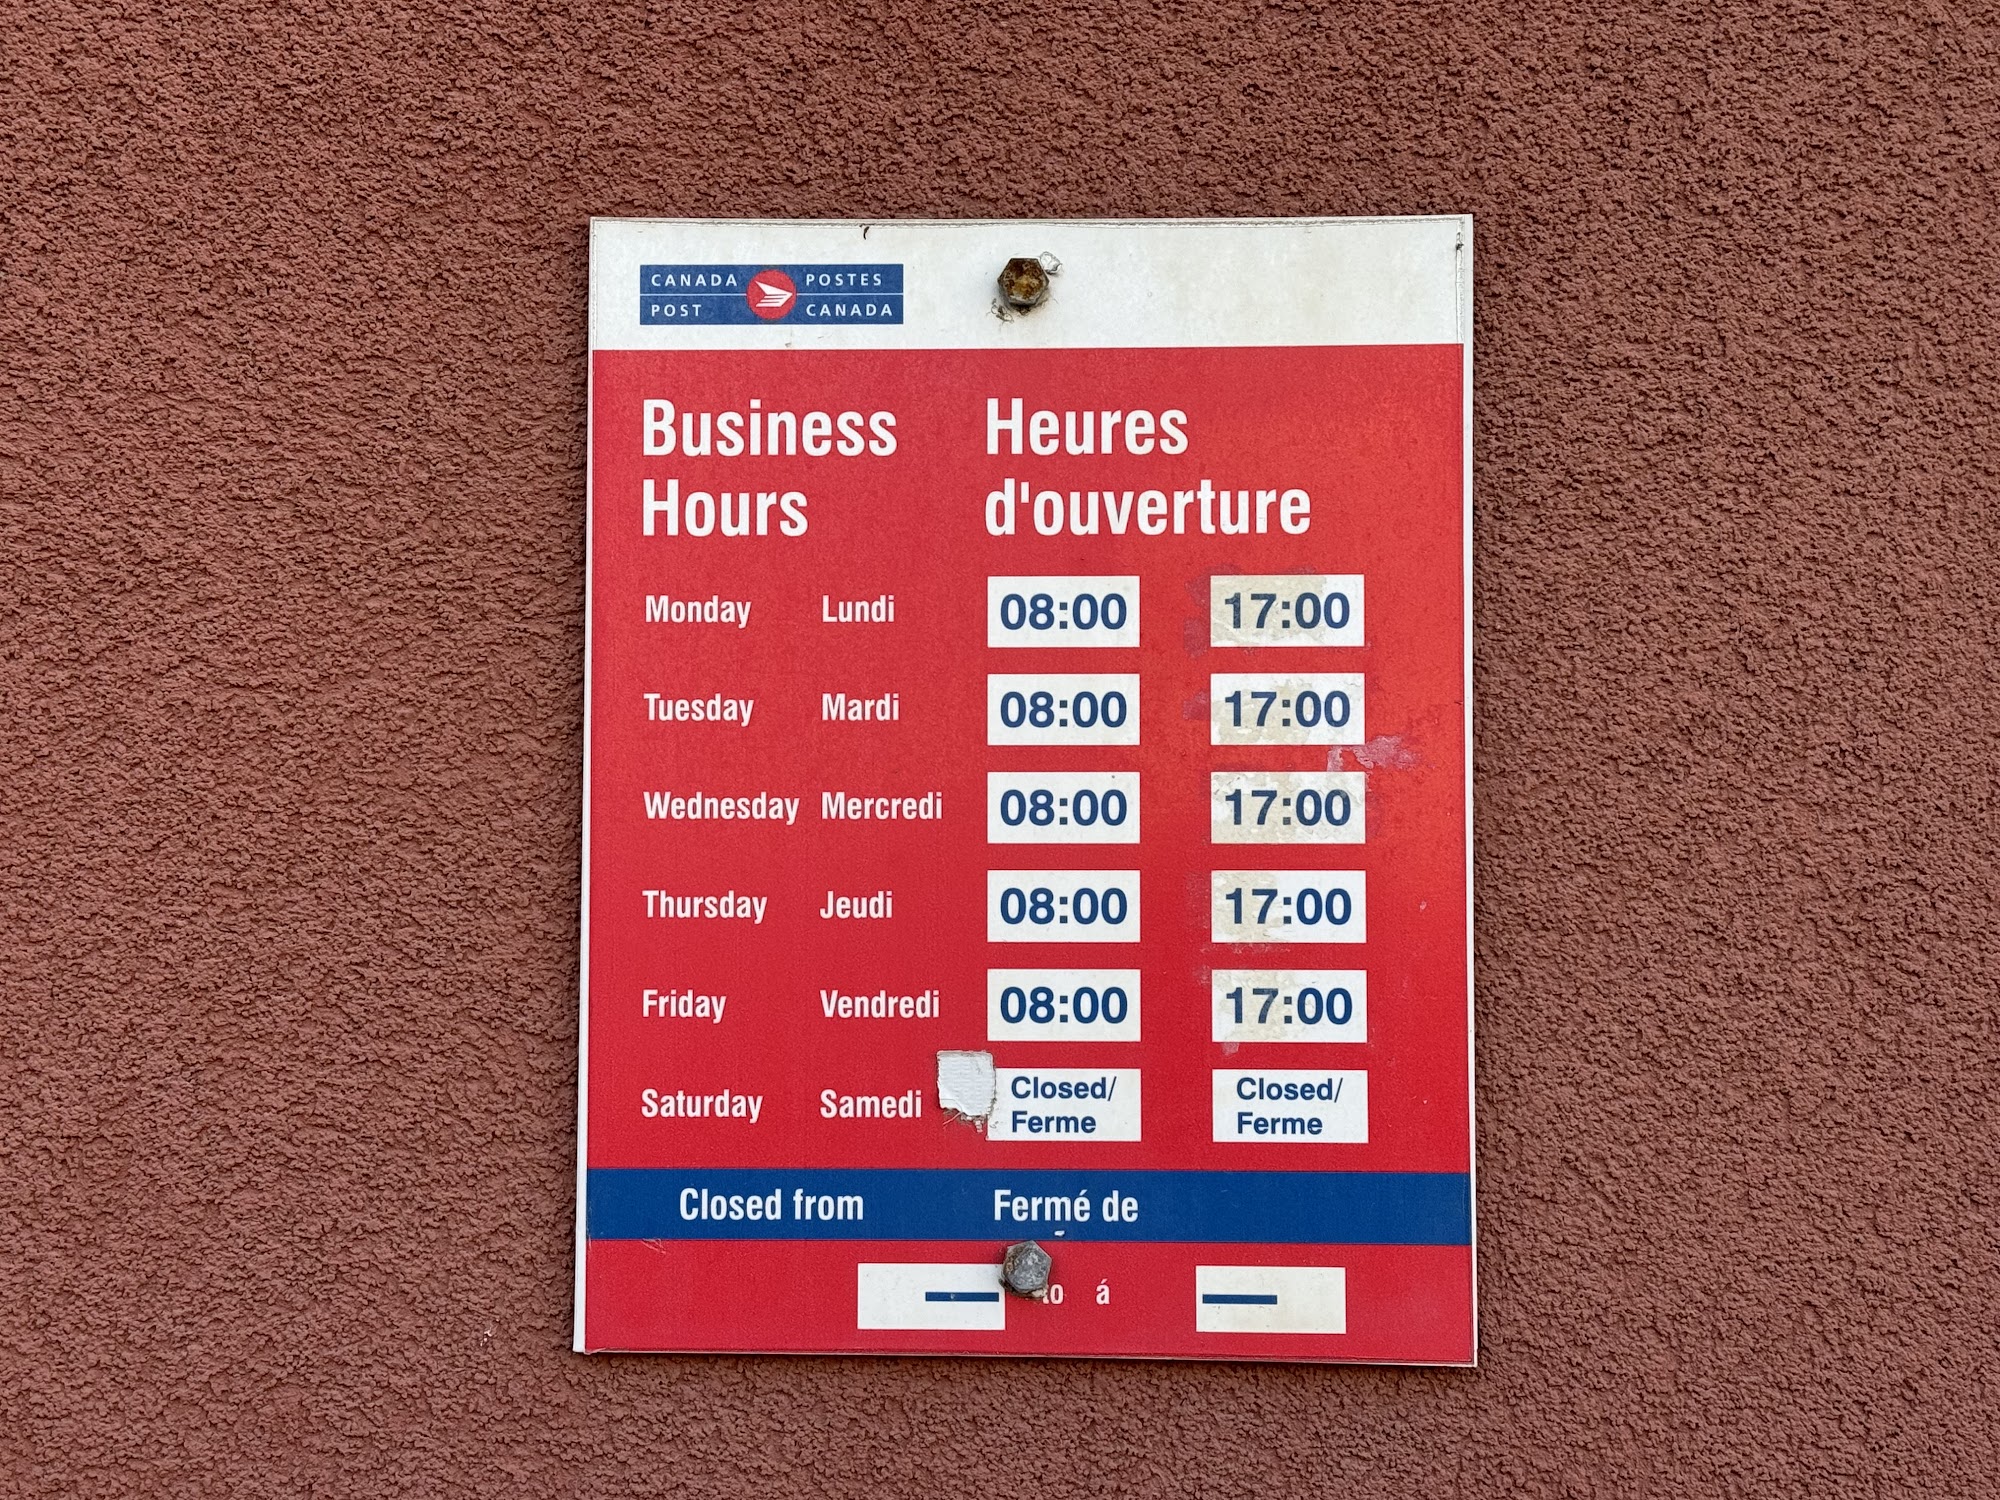 CANADA POSTES
POST CANADA
Business Heures
Hours d'ouverture
Monday Lundi 08:00 17:00
Tuesday Mardi 08:00 17:00
Wednesday Mercredi 08:00 17:00
Thursday Jeudi 08:00 17:00
Friday Vendredi 08:00 17:00
Saturday Samedi Closed/ Closed/
Ferme Ferme
Closed from Fermé de
— to á —